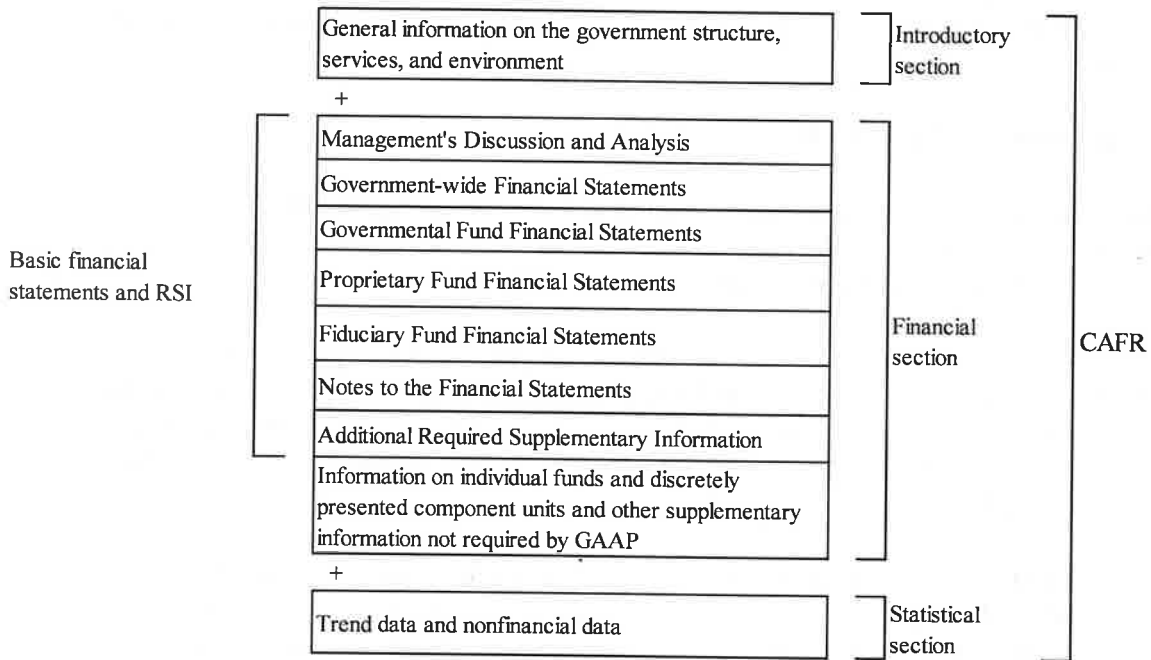 General information on the government structure,
services, and environment
Introductory
section
+
Management's Discussion and Analysis
Government-wide Financial Statements
Governmental Fund Financial Statements
Basic financial
statements and RSI
Proprietary Fund Financial Statements
Fiduciary Fund Financial Statements
Financial
section
CAFR
Notes to the Financial Statements
Additional Required Supplementary Information
Information on individual funds and discretely
presented component units and other supplementary
information not required by GAAP
+
Trend data and nonfinancial data
Statistical
section